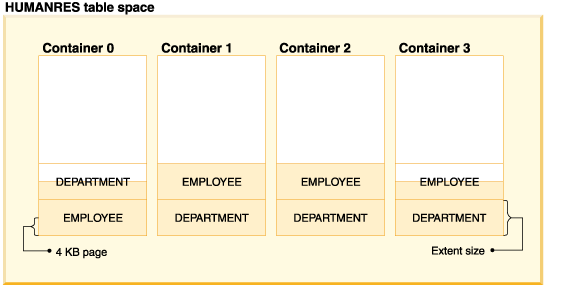 HUMANRES table space
Container 0 Container 1 Container 2 Container 3
DEPARTMENT EMPLOYEE EMPLOYEE EMPLOYEE
EMPLOYEE DEPARTMENT DEPARTMENT DEPARTMENT
4 KB page Extent size